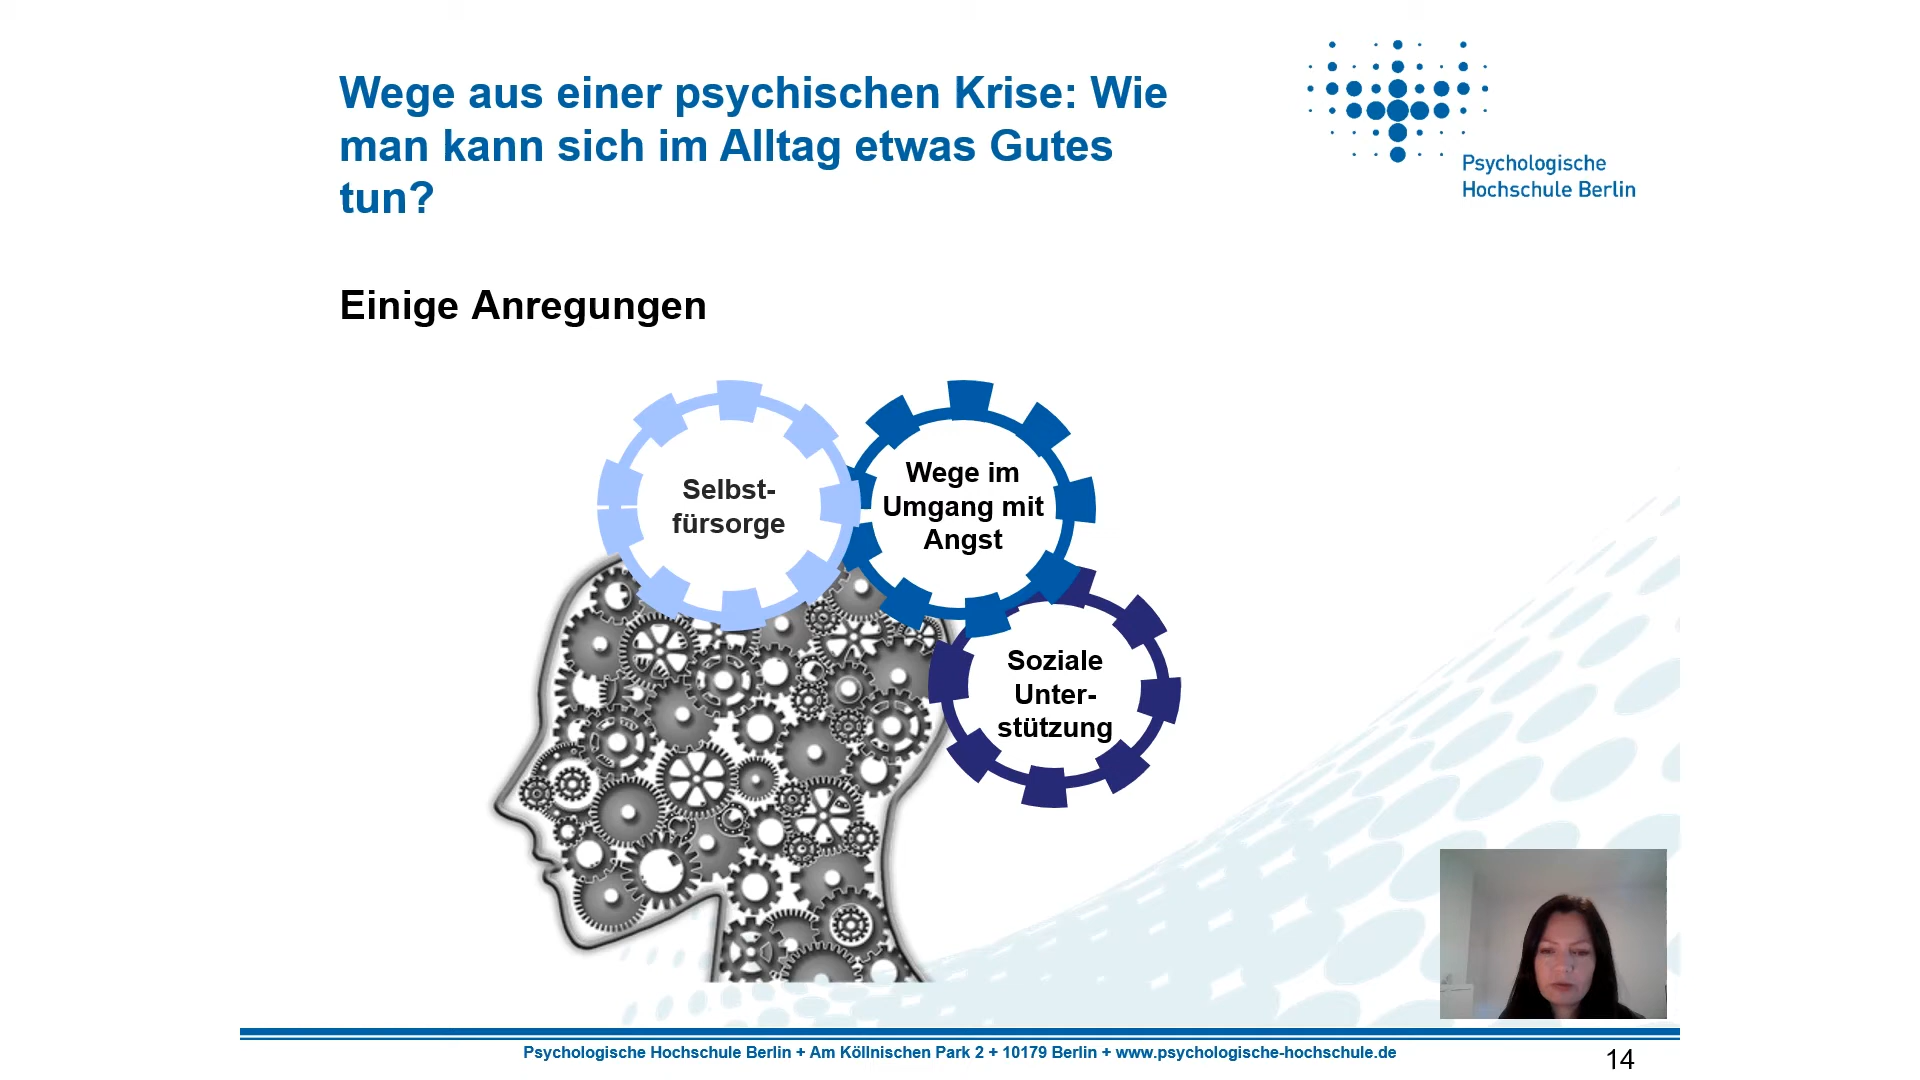 Wege aus einer psychischen Krise: Wie
man kann sich im Alltag etwas Gutes
tun?
Psychologische
Hochschule Berlin
Einige Anregungen
Selbst-
fürsorge
Wege im
Umgang mit
Angst
Soziale
Unter-
stützung
Psychologische Hochschule Berlin + Am Köllnischen Park 2 + 10179 Berlin + www.psychologische-hochschule.de
14